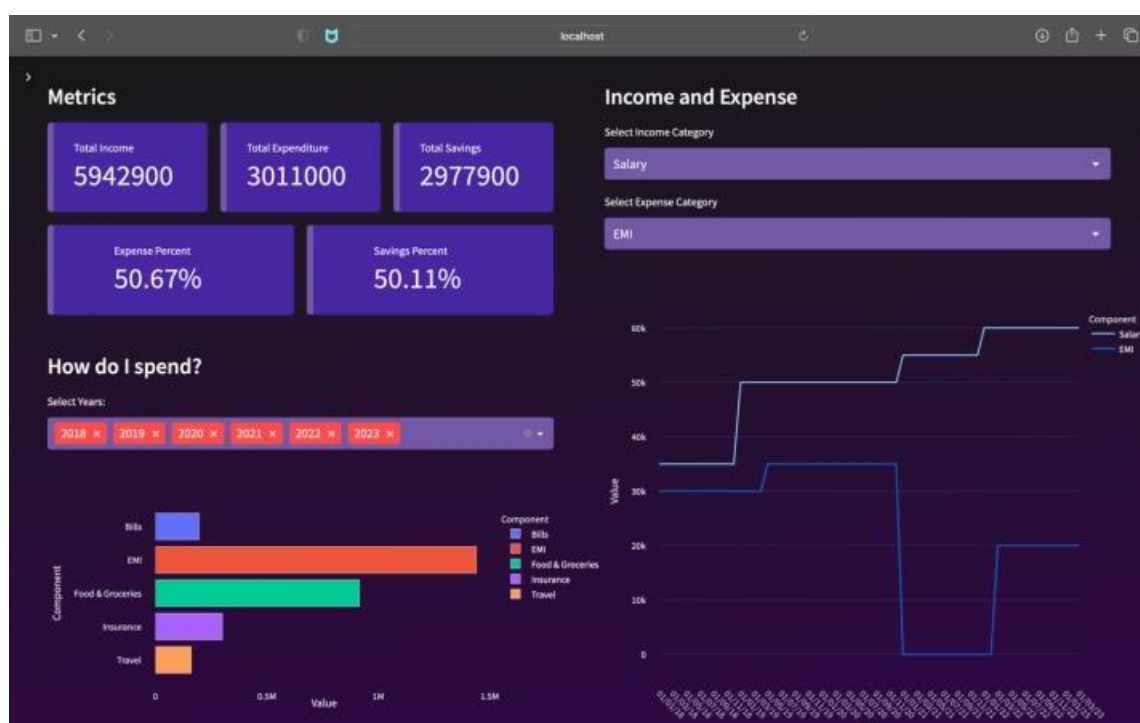 localhost
Metrics
Total Income
5942900
Total Expenditure
3011000
Total Savings
2977900
Expense Percent
50.67%
Savings Percent
50.11%
How do I spend?
Select Years:
2018 × 2019 × 2020 × 2021 × 2022 × 2023 ×
Component
Bills
EMI
Food & Groceries
Insurance
Travel
0 0.5M 1M 1.5M
Value
Component
Bills
EMI
Food & Groceries
Insurance
Travel
Income and Expense
Select Income Category
Salary
Select Expense Category
EMI
Value
60k
50k
40k
30k
20k
10k
0
Component
Salar
EMI